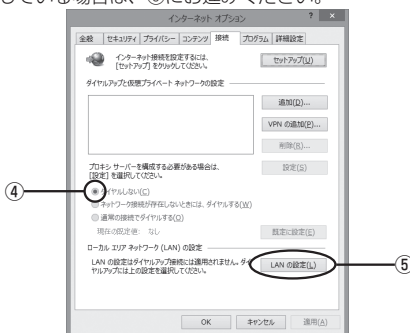 している場合は、⑥にお進みください。
インターネット オプション
? ×
全般 セキュリティ プライバシー コンテンツ 接続 プログラム 詳細設定
インターネット接続を設定するには、
[セットアップ] をクリックしてください。
セットアップ(U)
ダイヤルアップと仮想プライベート ネットワークの設定
追加(D)...
VPN の追加(P)...
削除(R)...
プロキシ サーバーを構成する必要がある場合は、
[設定] を選択してください。
設定(S)
④
ダイヤルしない(C)
ネットワーク接続が存在しないときには、ダイヤルする(W)
通常の接続でダイヤルする(O)
現在の既定値: なし
既定に設定(E)
ローカル エリア ネットワーク (LAN) の設定
LAN の設定はダイヤルアップ接続には適用されません。ダイ
ヤルアップには上の設定を選択してください。
LAN の設定(L)
⑤
OK キャンセル 適用(A)